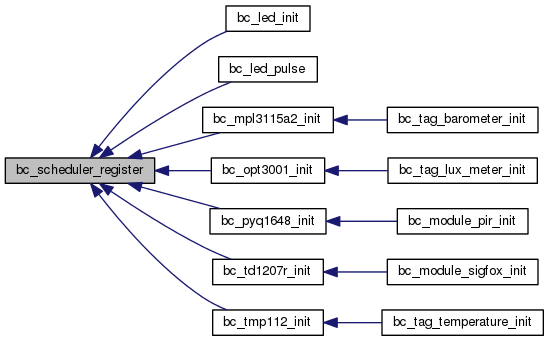 bc_led_init
bc_led_pulse
bc_mpl3115a2_init
bc_tag_barometer_init
bc_scheduler_register
bc_opt3001_init
bc_tag_lux_meter_init
bc_pyq1648_init
bc_module_pir_init
bc_td1207r_init
bc_module_sigfox_init
bc_tmp112_init
bc_tag_temperature_init